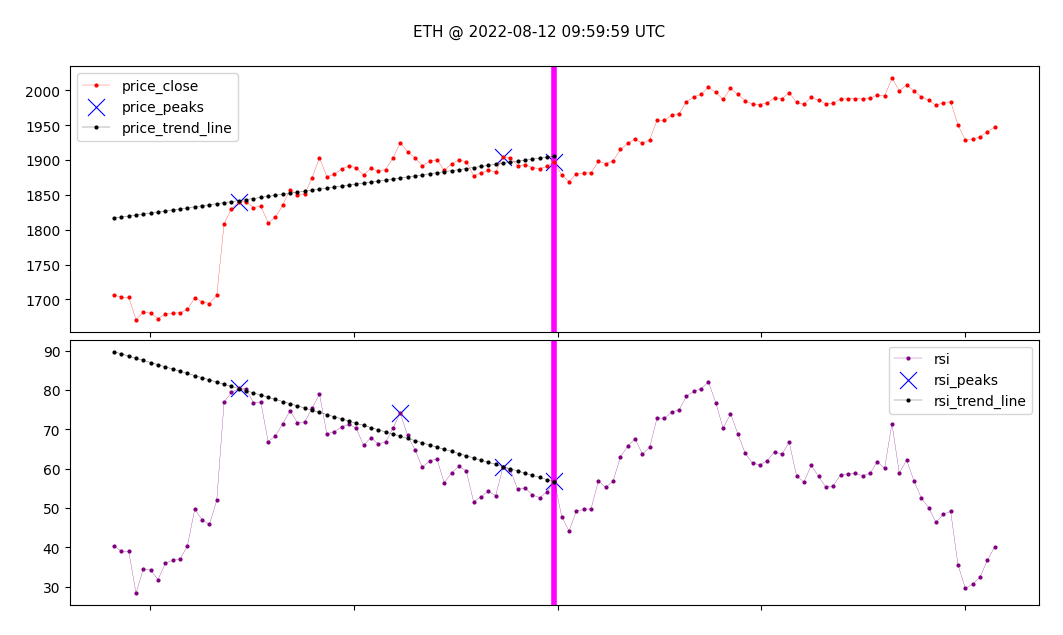 ETH @ 2022-08-12 09:59:59 UTC
price_close
price_peaks
price_trend_line
2000
1950
1900
1850
1800
1750
1700
rsi
rsi_peaks
rsi_trend_line
90
80
70
60
50
40
30